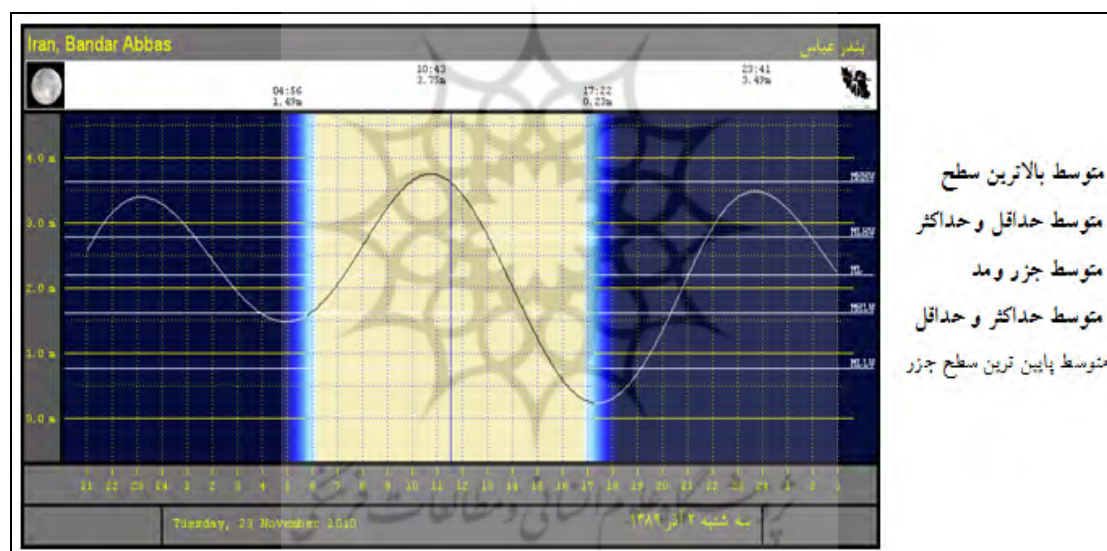 Iran, Bandar Abbas
بندر عباس
04:56
1.49m
10:43
3.75m
17:22
0.23m
23:41
3.49m
4.0 m
3.0 m
2.0 m
1.0 m
0.0 m
MHHW
MLHW
ML
MHLW
MLLW
متوسط بالاترین سطح
متوسط حداقل و حداکثر
متوسط جزر و مد
متوسط حداکثر و حداقل
متوسط پایین ترین سطح جزر
21 22 23 24 1 2 3 4 5 6 7 8 9 10 11 12 13 14 15 16 17 18 19 20 21 22 23 24 1 2 3
Tuesday, 23 November 2010
سه شنبه ۲ آذر ۱۳۸۹